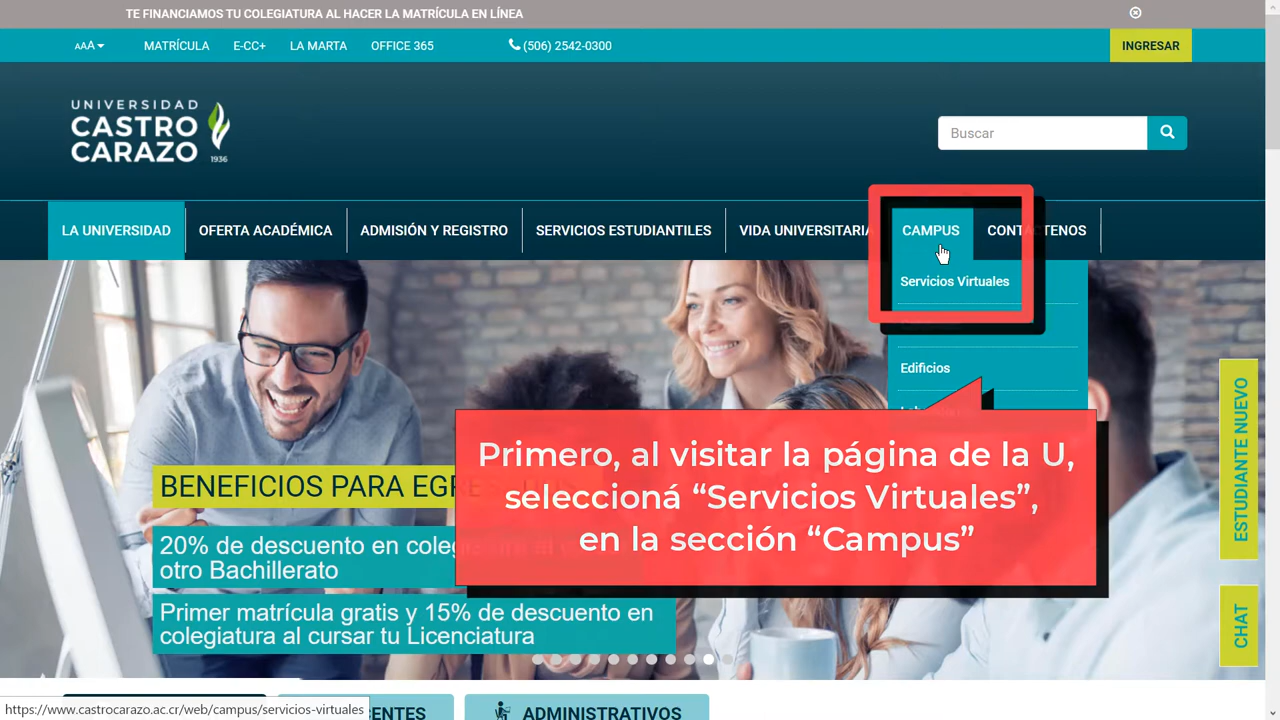 TE FINANCIAMOS TU COLEGIATURA AL HACER LA MATRÍCULA EN LÍNEA
AAA
MATRÍCULA
E-CC+
LA MARTA
OFFICE 365
(506) 2542-0300
INGRESAR
UNIVERSIDAD
CASTRO
CARAZO
1936
Buscar
LA UNIVERSIDAD
OFERTA ACADÉMICA
ADMISIÓN Y REGISTRO
SERVICIOS ESTUDIANTILES
VIDA UNIVERSITARIA
CAMPUS
CONTÁCTENOS
Servicios Virtuales
Edificios
Primero, al visitar la página de la U,
seleccioná “Servicios Virtuales”,
en la sección “Campus”
BENEFICIOS PARA
20% de descuento en
otro Bachillerato
Primer matrícula gratis y 15% de descuento en
colegiatura al cursar tu Licenciatura
ESTUDIANTE NUEVO
CHAT
https://www.castrocarazo.ac.cr/web/campus/servicios-virtuales
ADMINISTRATIVOS